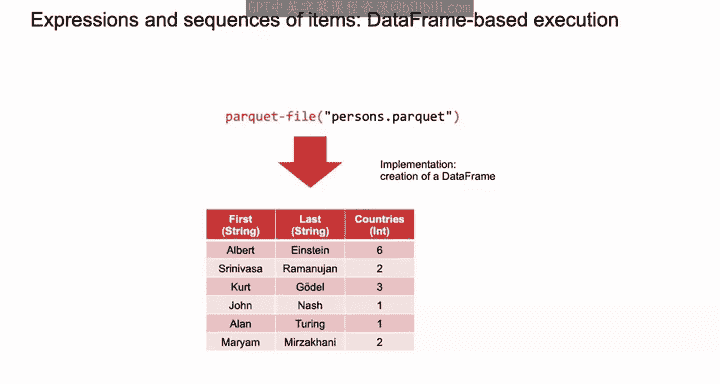 Expressions and sequences of items: DataFrame-based execution
parquet-file("persons.parquet")
Implementation:
creation of a DataFrame
First (String) Last (String) Countries (Int)
Albert Einstein 6
Srinivasa Ramanujan 2
Kurt Gödel 3
John Nash 1
Alan Turing 1
Maryam Mirzakhani 2